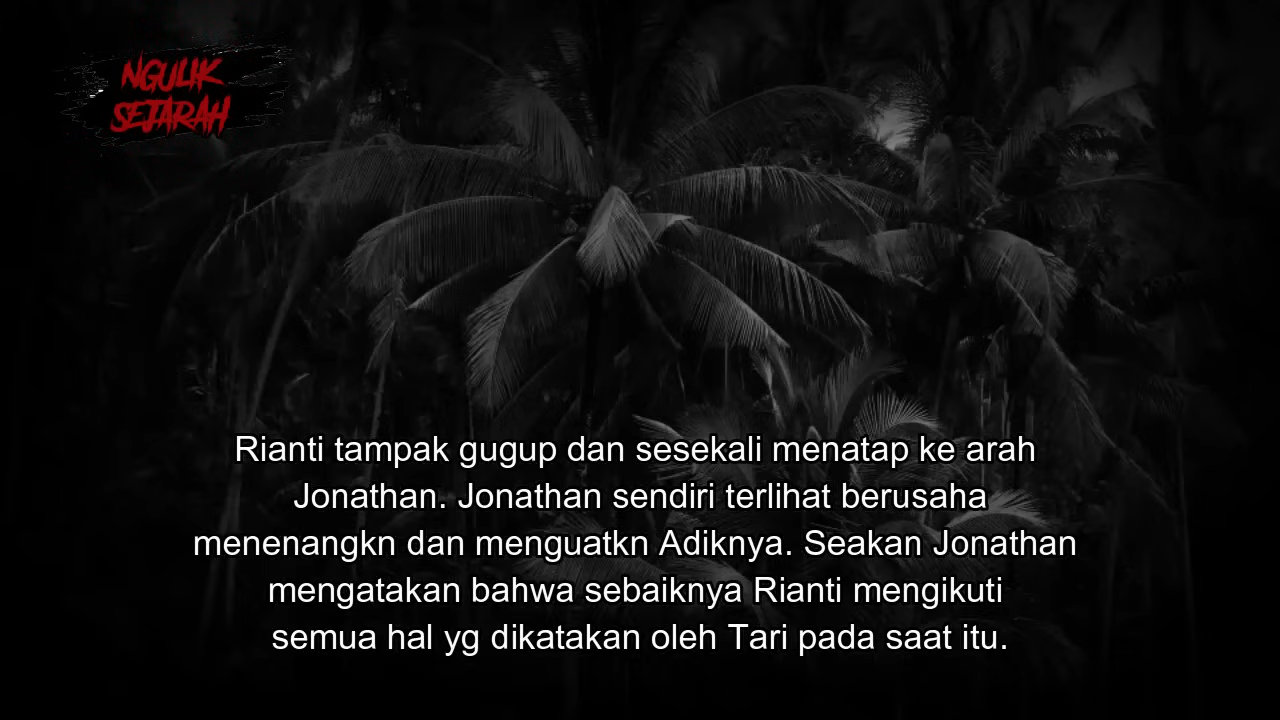 NGULIK
SEJARAH
Rianti tampak gugup dan sesekali menatap ke arah
Jonathan. Jonathan sendiri terlihat berusaha
menenangkn dan menguatkn Adiknya. Seakan Jonathan
mengatakan bahwa sebaiknya Rianti mengikuti
semua hal yg dikatakan oleh Tari pada saat itu.